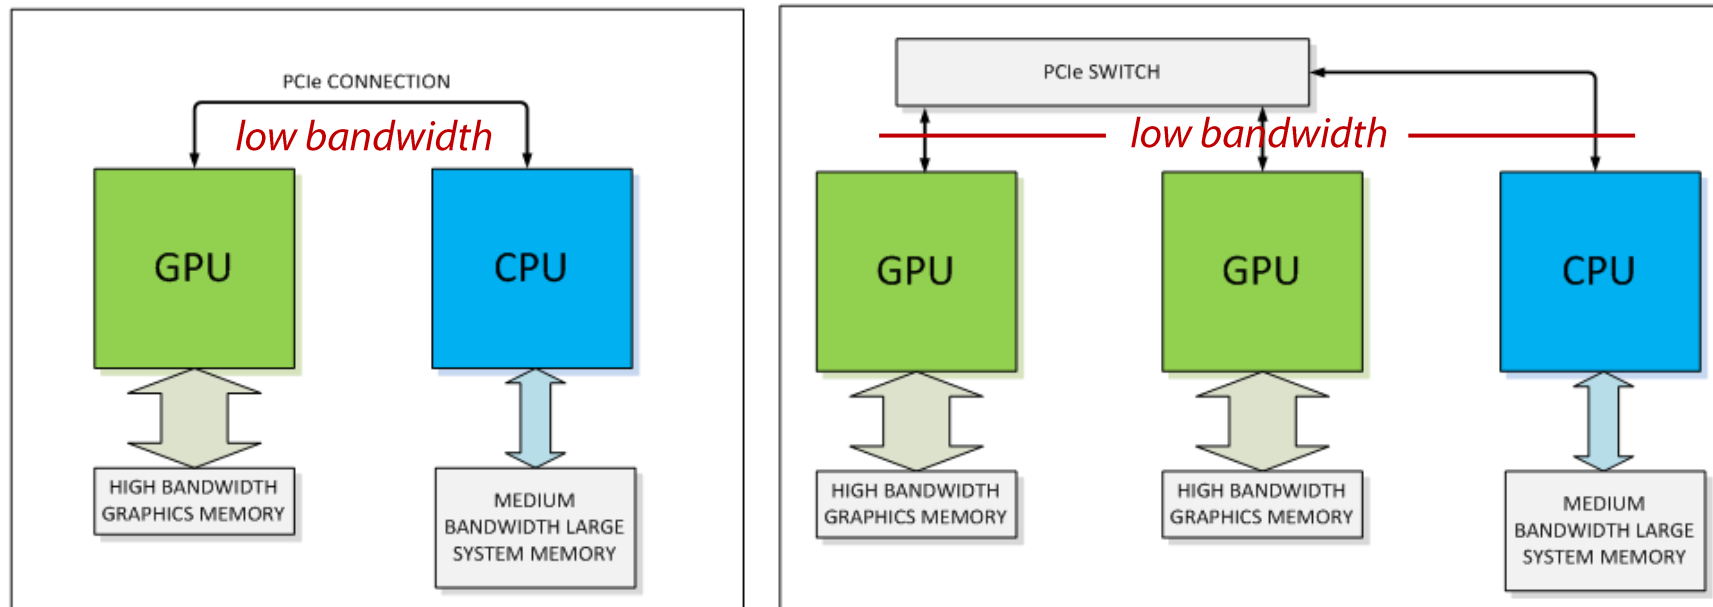 PCIe CONNECTION
low bandwidth
GPU
CPU
HIGH BANDWIDTH
GRAPHICS MEMORY
MEDIUM
BANDWIDTH LARGE
SYSTEM MEMORY
PCIe SWITCH
low bandwidth
GPU
GPU
CPU
HIGH BANDWIDTH
GRAPHICS MEMORY
HIGH BANDWIDTH
GRAPHICS MEMORY
MEDIUM
BANDWIDTH LARGE
SYSTEM MEMORY